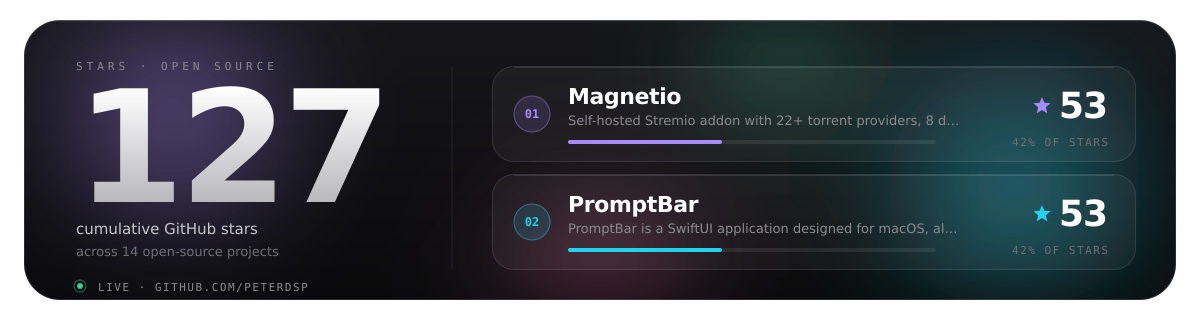 STARS · OPEN SOURCE
127
cumulative GitHub stars
across 14 open-source projects
LIVE · GITHUB.COM/PETERDSP
01
Magnetio
Self-hosted Stremio addon with 22+ torrent providers, 8 d…
53
42% OF STARS
02
PromptBar
PromptBar is a SwiftUI application designed for macOS, al…
53
42% OF STARS